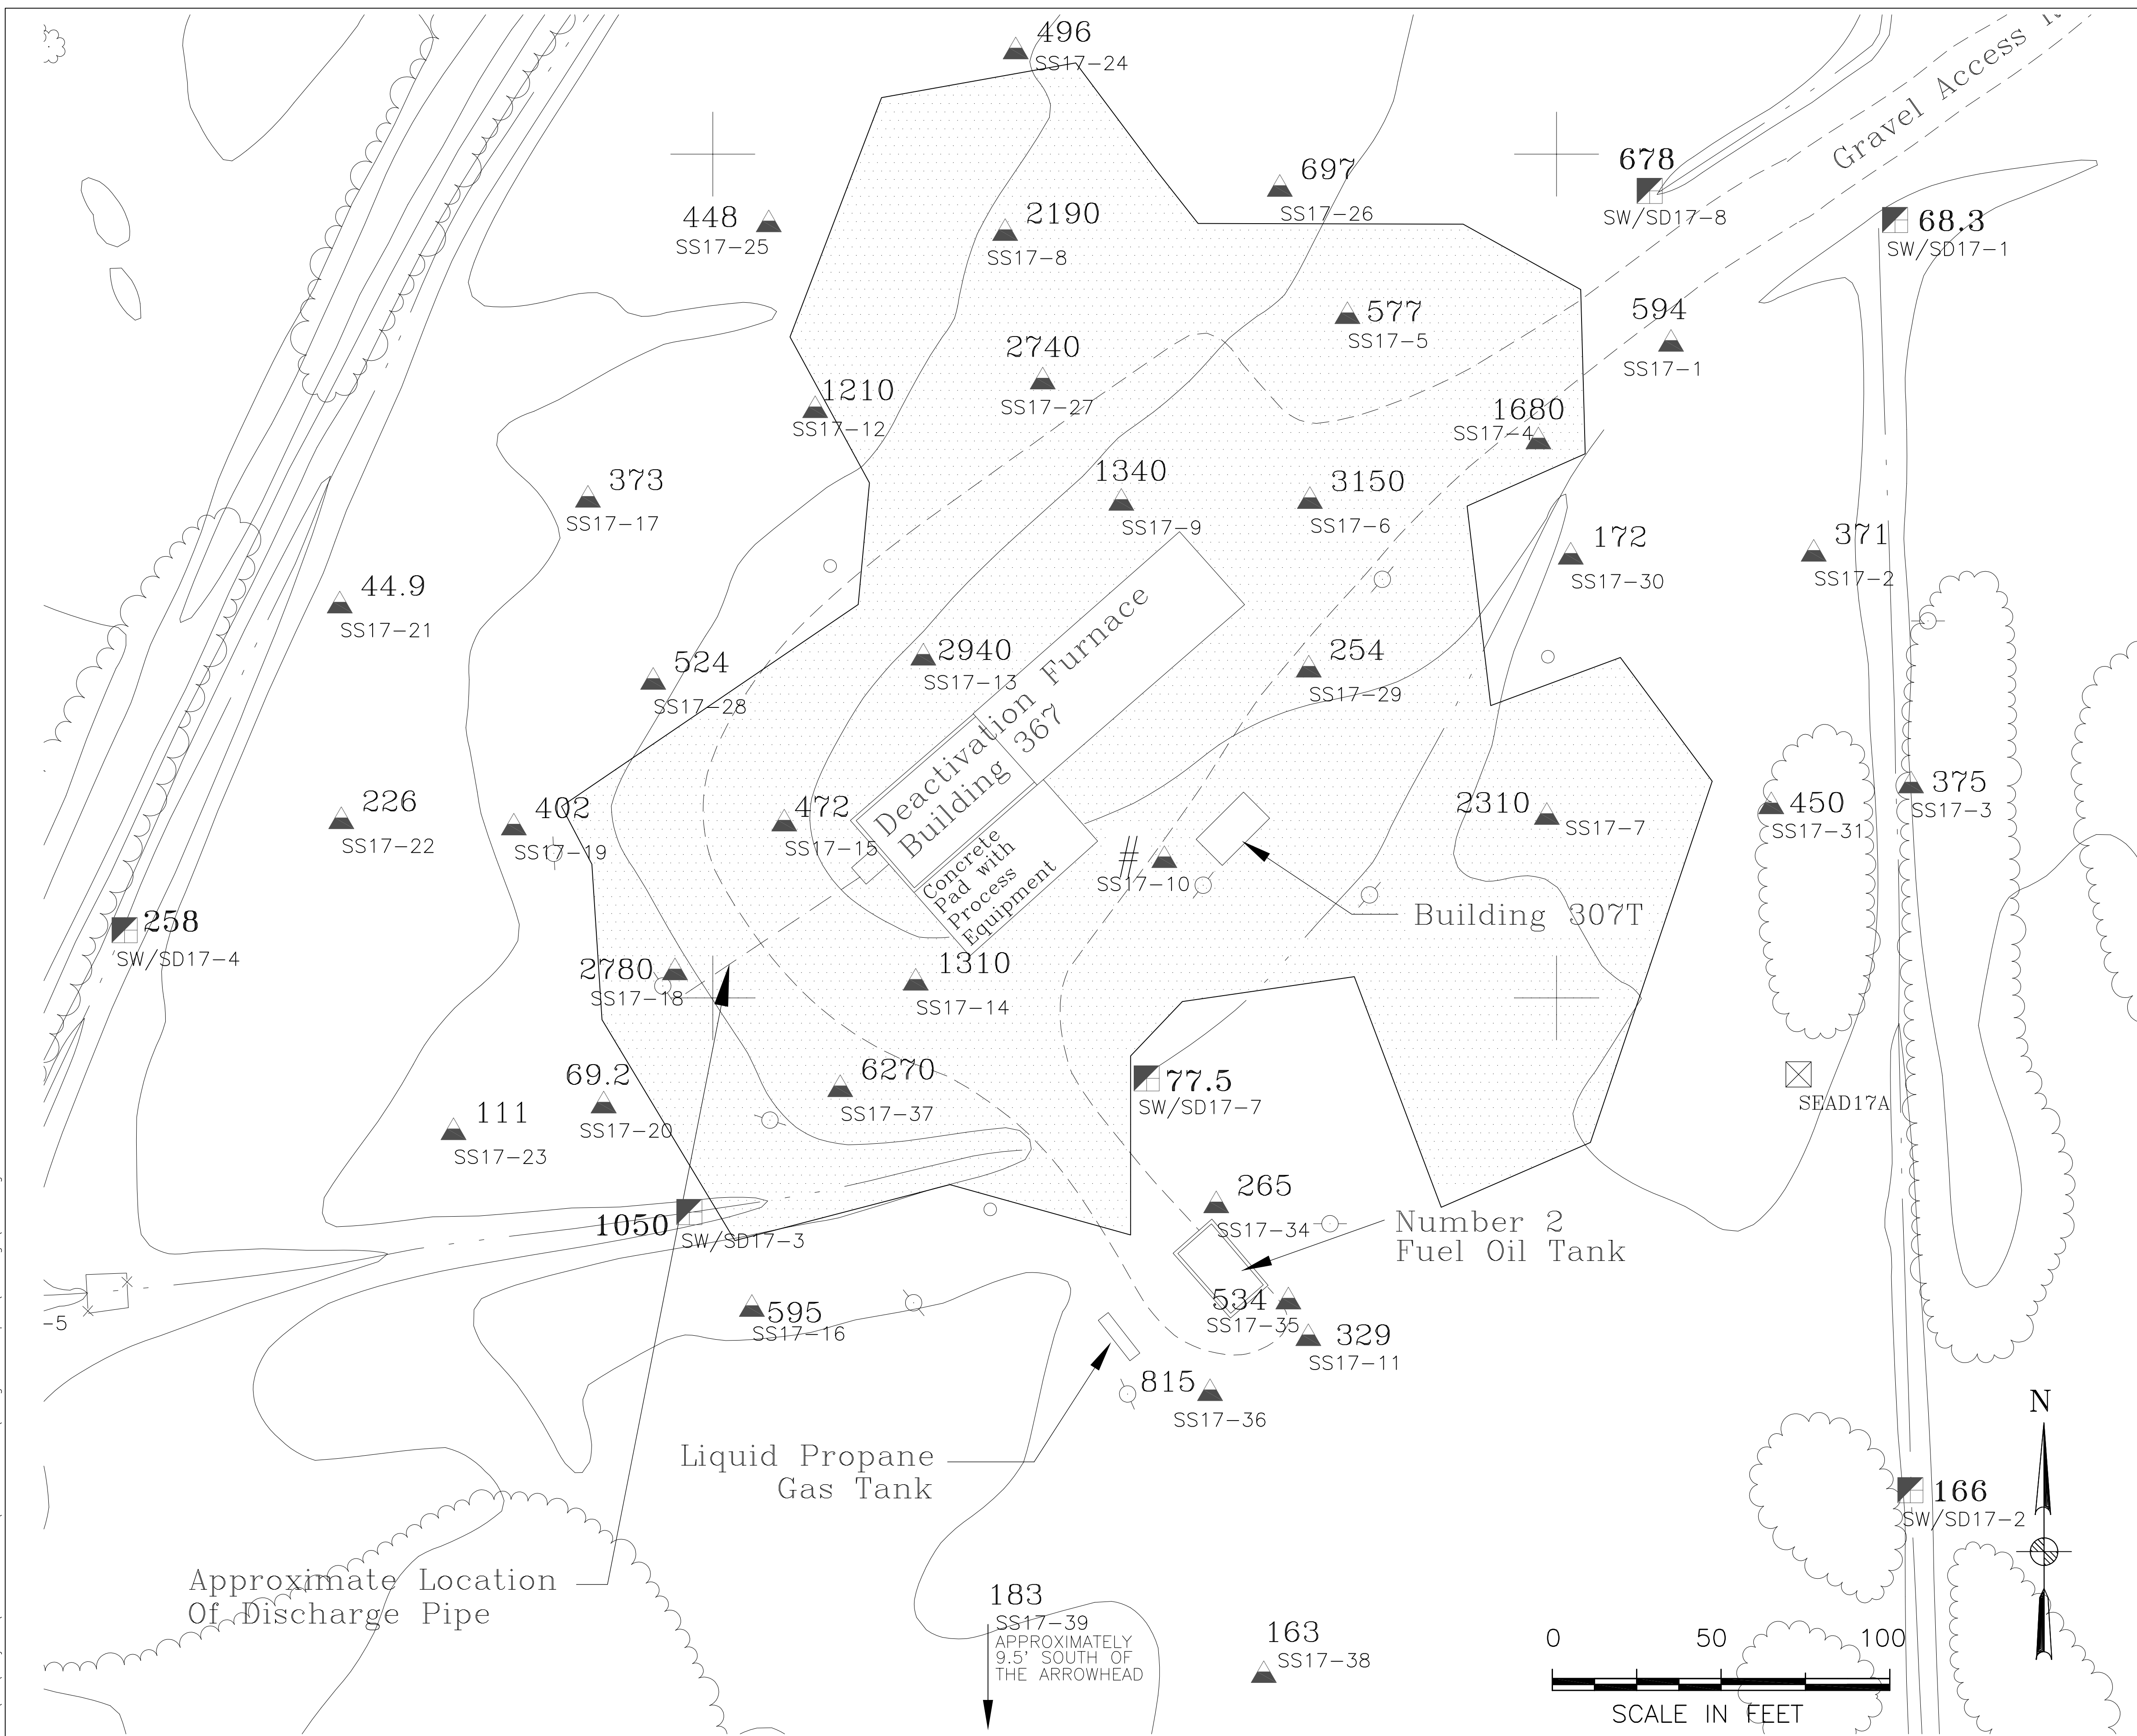 496
SS17-24
Gravel Access
697
SS17-26
678
SW/SD17-8
448
SS17-25
2190
SS17-8
68.3
SW/SD17-1
577
SS17-5
594
SS17-1
2740
SS17-27
1210
SS17-12
1680
SS17-4
373
SS17-17
1340
SS17-9
3150
SS17-6
172
SS17-30
371
SS17-2
44.9
SS17-21
524
SS17-28
2940
SS17-13
254
SS17-29
Deactivation Furnace
Building 367
Concrete
Pad with
Process
Equipment
226
SS17-22
402
SS17-19
472
SS17-15
#
SS17-10
2310
SS17-7
450
SS17-31
375
SS17-3
Building 307T
258
SW/SD17-4
2780
SS17-18
1310
SS17-14
6270
SS17-37
69.2
SS17-20
111
SS17-23
77.5
SW/SD17-7
SEAD17A
1050
SW/SD17-3
265
SS17-34
Number 2
Fuel Oil Tank
-5
595
SS17-16
534
SS17-35
329
SS17-11
815
SS17-36
Liquid Propane
Gas Tank
N
166
SW/SD17-2
Approximate Location
Of Discharge Pipe
183
SS17-39
APPROXIMATELY
9.5' SOUTH OF
THE ARROWHEAD
163
SS17-38
0 50 100
SCALE IN FEET